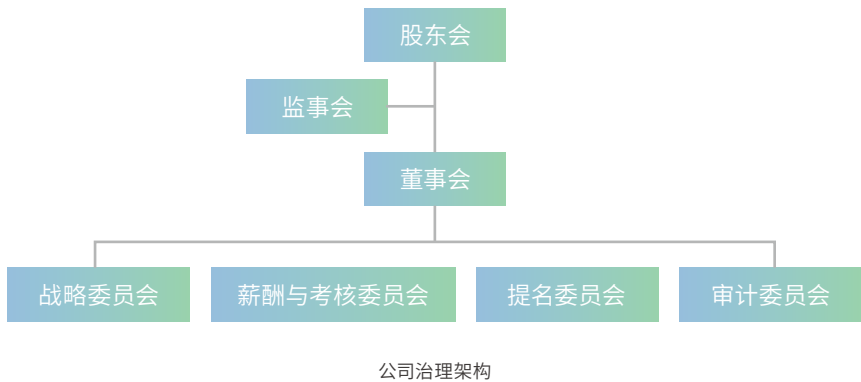 股东会
监事会
董事会
战略委员会
薪酬与考核委员会
提名委员会
审计委员会
公司治理架构